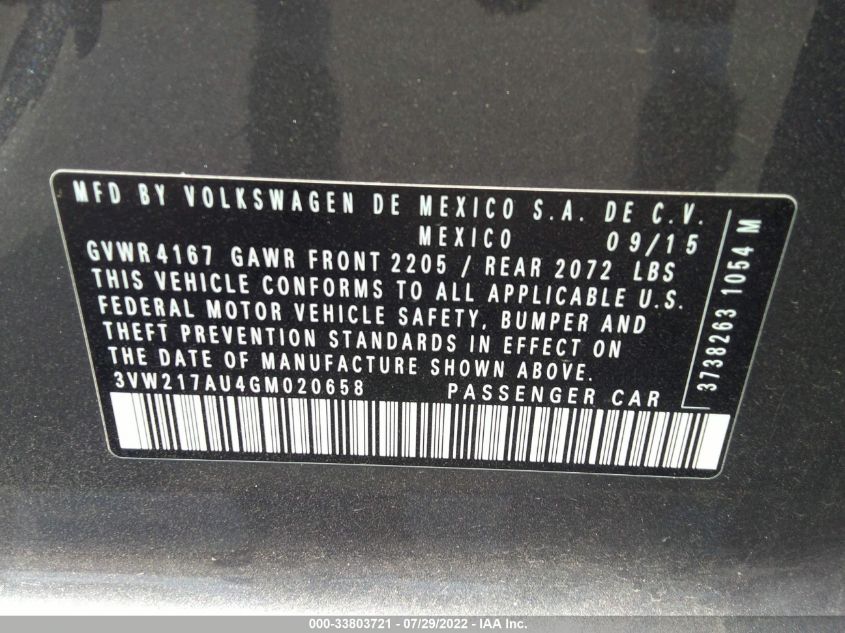 MFD BY VOLKSWAGEN DE MEXICO S.A. DE C.V.
MEXICO 09/15
GVWR 4167 GAWR FRONT 2205 / REAR 2072 LBS
THIS VEHICLE CONFORMS TO ALL APPLICABLE U.S.
FEDERAL MOTOR VEHICLE SAFETY, BUMPER AND
THEFT PREVENTION STANDARDS IN EFFECT ON
THE DATE OF MANUFACTURE SHOWN ABOVE.
3VW217AU4GM020658 PASSENGER CAR
3738263 1054 M
000-33803721 - 07/29/2022 - IAA Inc.